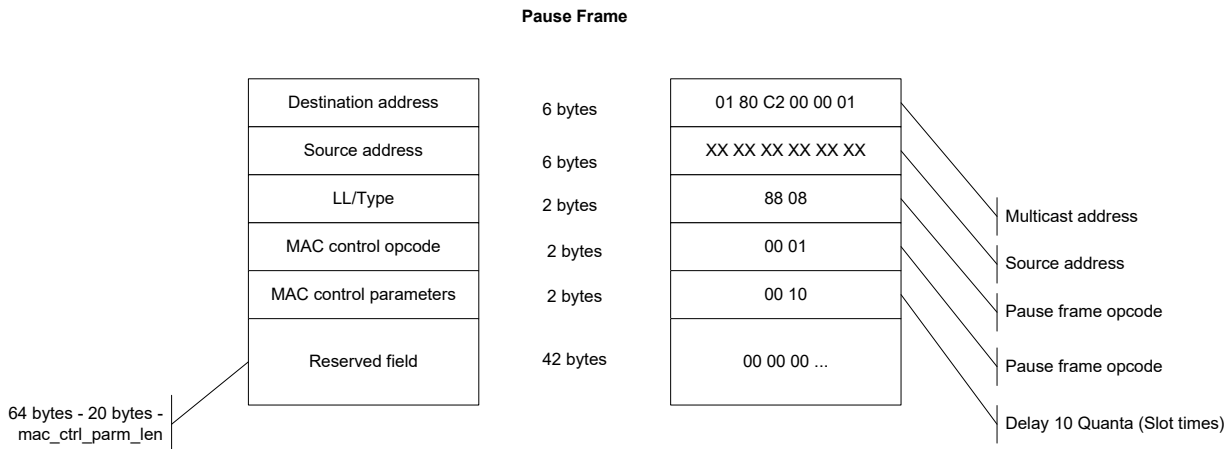 Pause Frame
Destination address
6 bytes
01 80 C2 00 00 01
Source address
6 bytes
XX XX XX XX XX XX
LL/Type
2 bytes
88 08
MAC control opcode
2 bytes
00 01
MAC control parameters
2 bytes
00 10
Reserved field
42 bytes
00 00 00 ...
Multicast address
Source address
Pause frame opcode
Pause frame opcode
Delay 10 Quanta (Slot times)
64 bytes - 20 bytes -
mac_ctrl_parm_len